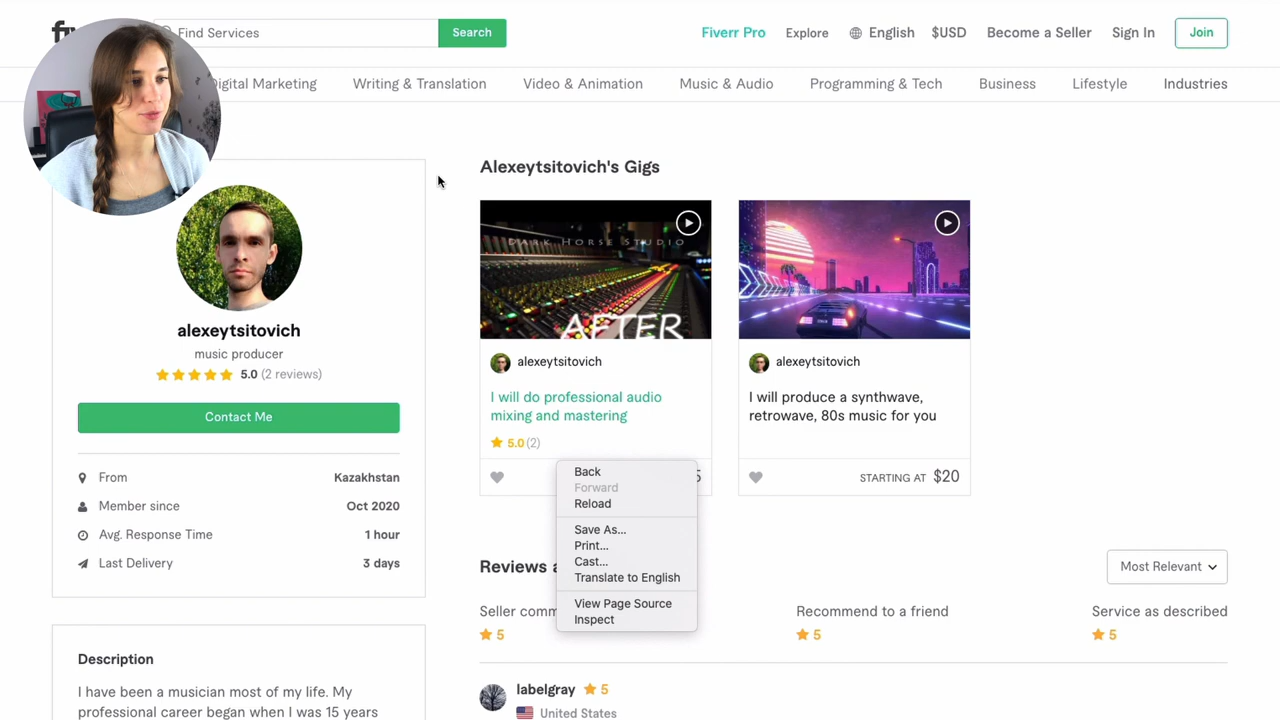 fiv
Find Services
Search
Fiverr Pro
Explore
English
$USD
Become a Seller
Sign In
Join
Digital Marketing
Writing & Translation
Video & Animation
Music & Audio
Programming & Tech
Business
Lifestyle
Industries
alexeytsitovich
music producer
5.0 (2 reviews)
Contact Me
From Kazakhstan
Member since Oct 2020
Avg. Response Time 1 hour
Last Delivery 3 days
Description
I have been a musician most of my life. My
professional career began when I was 15 years
Alexeytsitovich's Gigs
DARK HORSE STUDIO
AFTER
alexeytsitovich
I will do professional audio
mixing and mastering
5.0 (2)
5
alexeytsitovich
I will produce a synthwave,
retrowave, 80s music for you
STARTING AT $20
Back
Forward
Reload
Save As...
Print...
Cast...
Translate to English
View Page Source
Inspect
Reviews a
Most Relevant
Seller comm
5
Recommend to a friend
5
Service as described
5
labelgray 5
United States